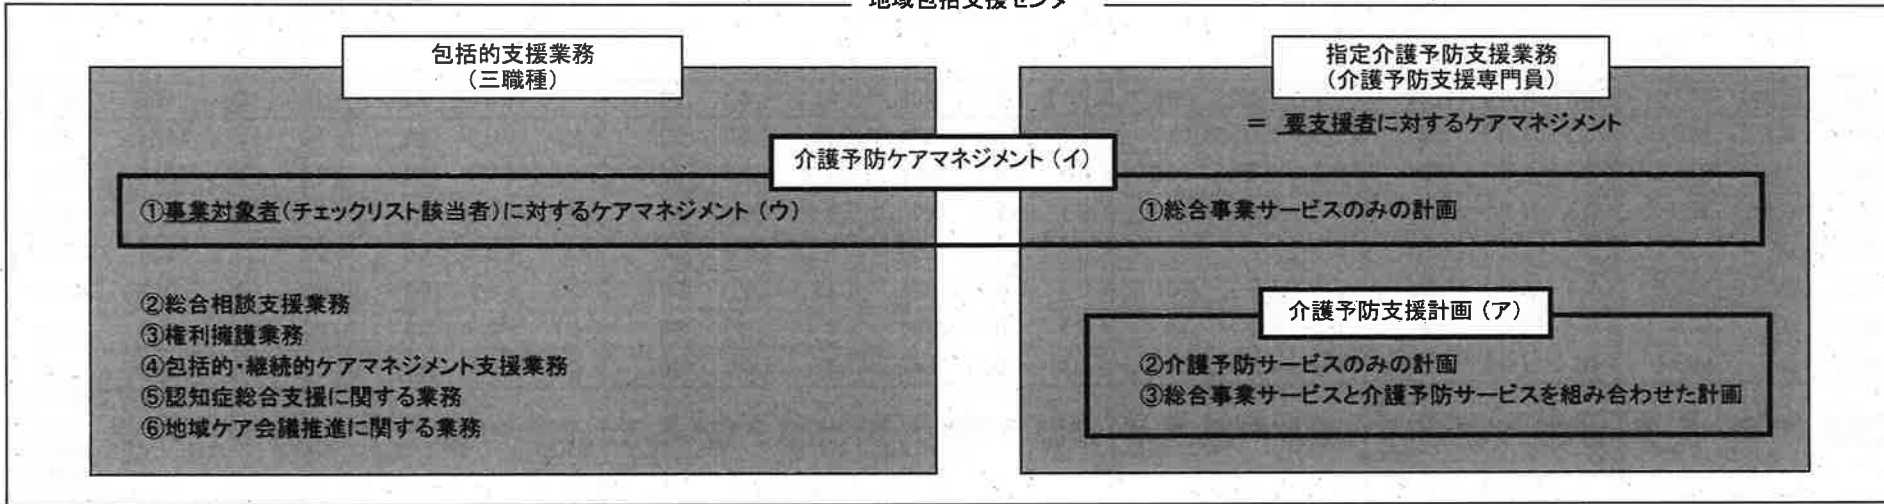 地域包括支援センター
包括的支援業務
(三職種)
指定介護予防支援業務
(介護予防支援専門員)
= 要支援者に対するケアマネジメント
介護予防ケアマネジメント(イ)
①事業対象者(チェックリスト該当者)に対するケアマネジメント(ウ)
①総合事業サービスのみの計画
②総合相談支援業務
③権利擁護業務
④包括的・継続的ケアマネジメント支援業務
⑤認知症総合支援に関する業務
⑥地域ケア会議推進に関する業務
介護予防支援計画(ア)
②介護予防サービスのみの計画
③総合事業サービスと介護予防サービスを組み合わせた計画